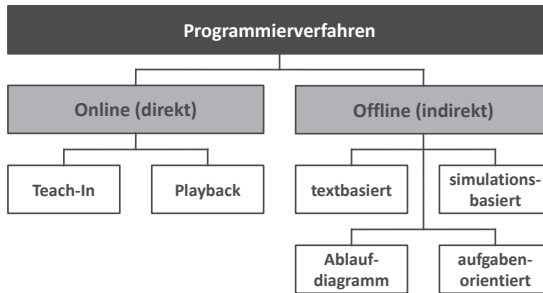 Programmierverfahren
Online (direkt)
Offline (indirekt)
Teach-In
Playback
textbasiert
simulations-
basiert
Ablauf-
diagramm
aufgaben-
orientiert